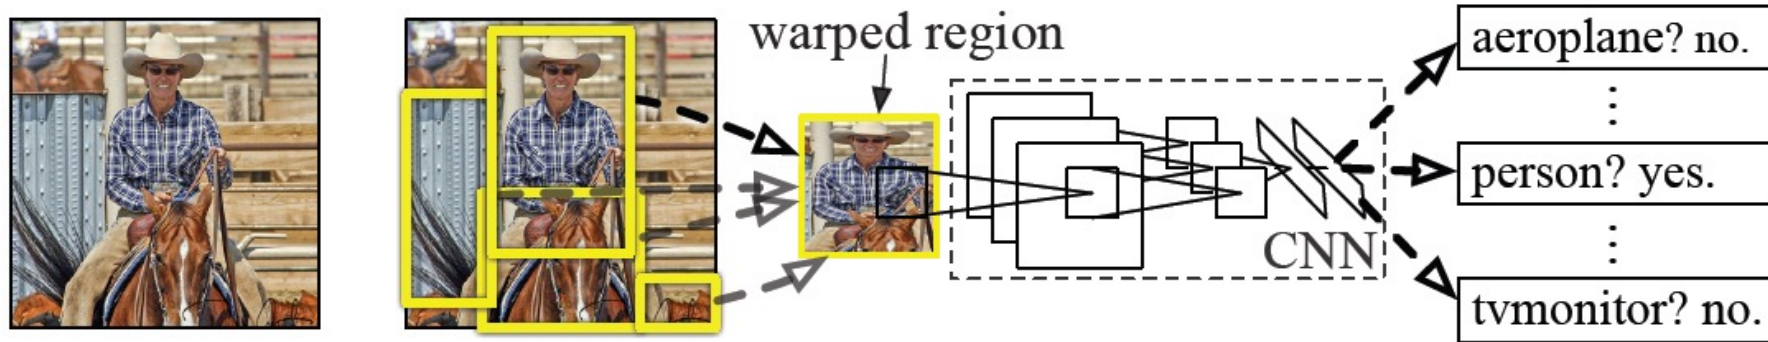 warped region
CNN
aeroplane? no.
⋮
person? yes.
⋮
tvmonitor? no.